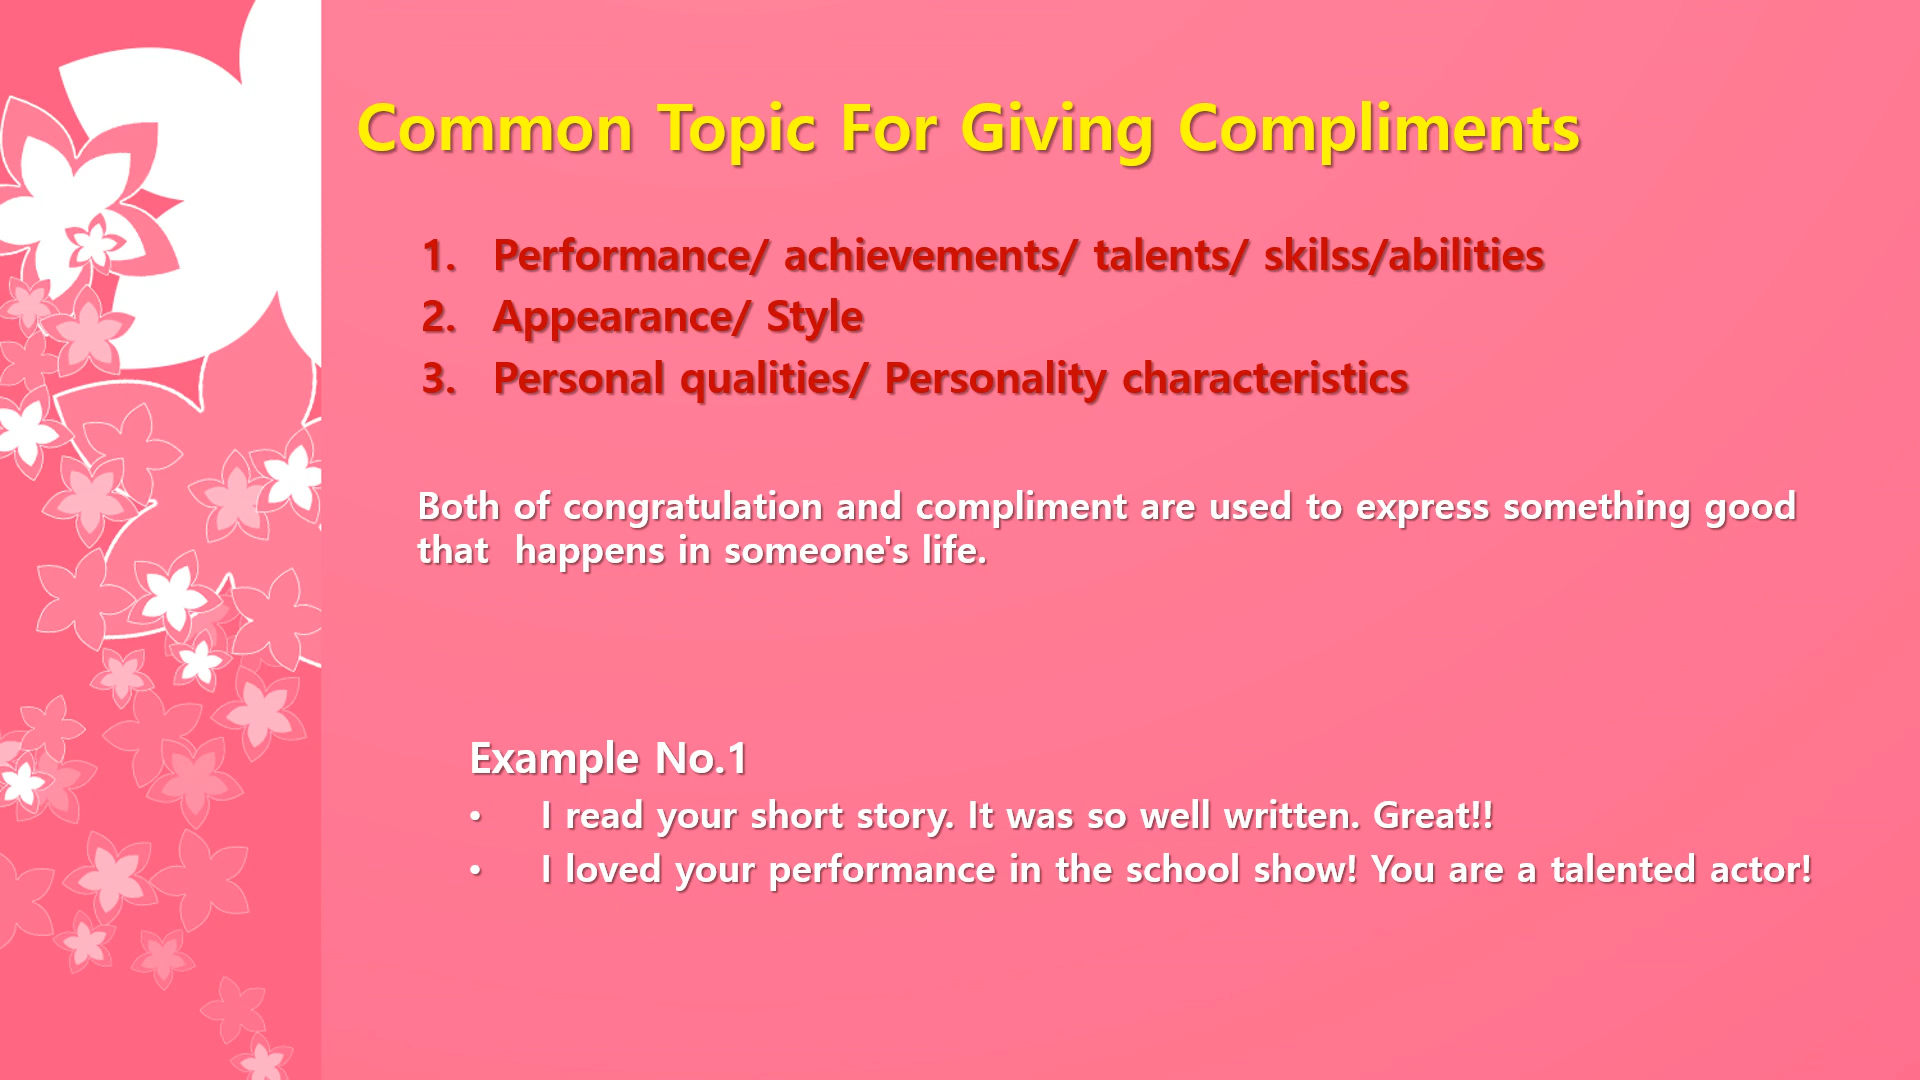 Common Topic For Giving Compliments
1. Performance/ achievements/ talents/ skilss/abilities
2. Appearance/ Style
3. Personal qualities/ Personality characteristics
Both of congratulation and compliment are used to express something good
that happens in someone's life.
Example No.1
• I read your short story. It was so well written. Great!!
• I loved your performance in the school show! You are a talented actor!